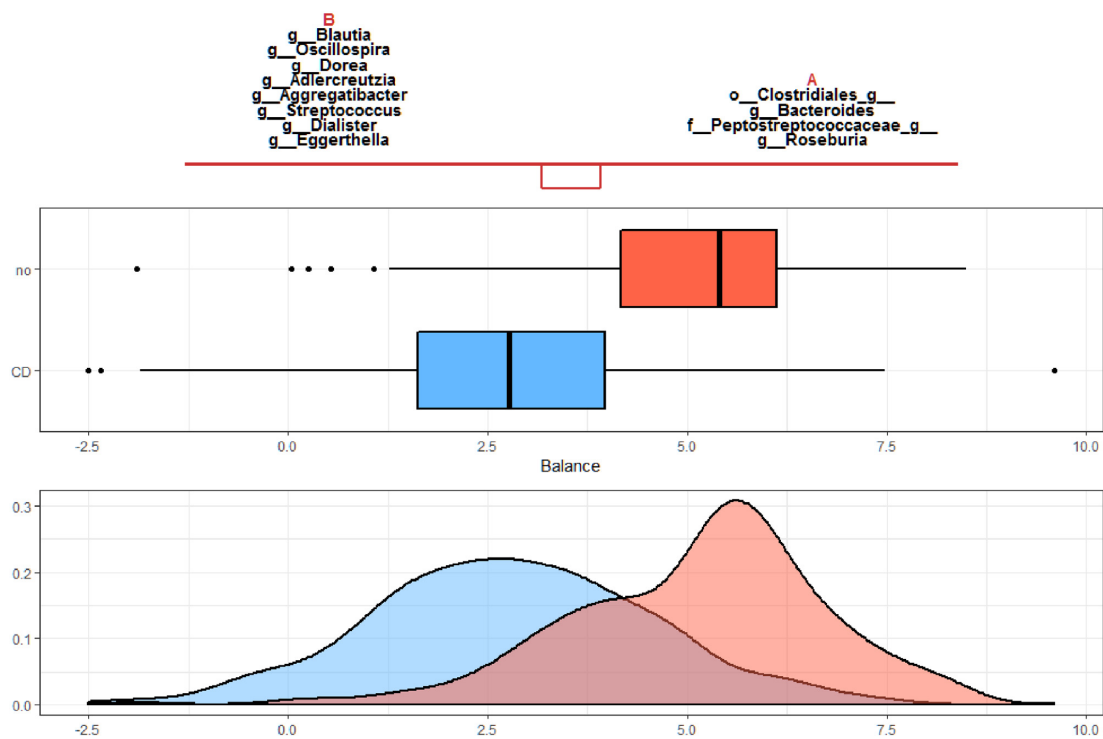 B
g__Blautia
g__Oscillospira
g__Dorea
g__Adlercreutzia
g__Aggregatibacter
g__Streptococcus
g__Dialister
g__Eggerthella
A
o__Clostridiales_g__
g__Bacteroides
f__Peptostreptococcaceae_g__
g__Roseburia
no
CD
-2.5 0.0 2.5 5.0 7.5 10.0
Balance
0.3
0.2
0.1
0.0
-2.5 0.0 2.5 5.0 7.5 10.0